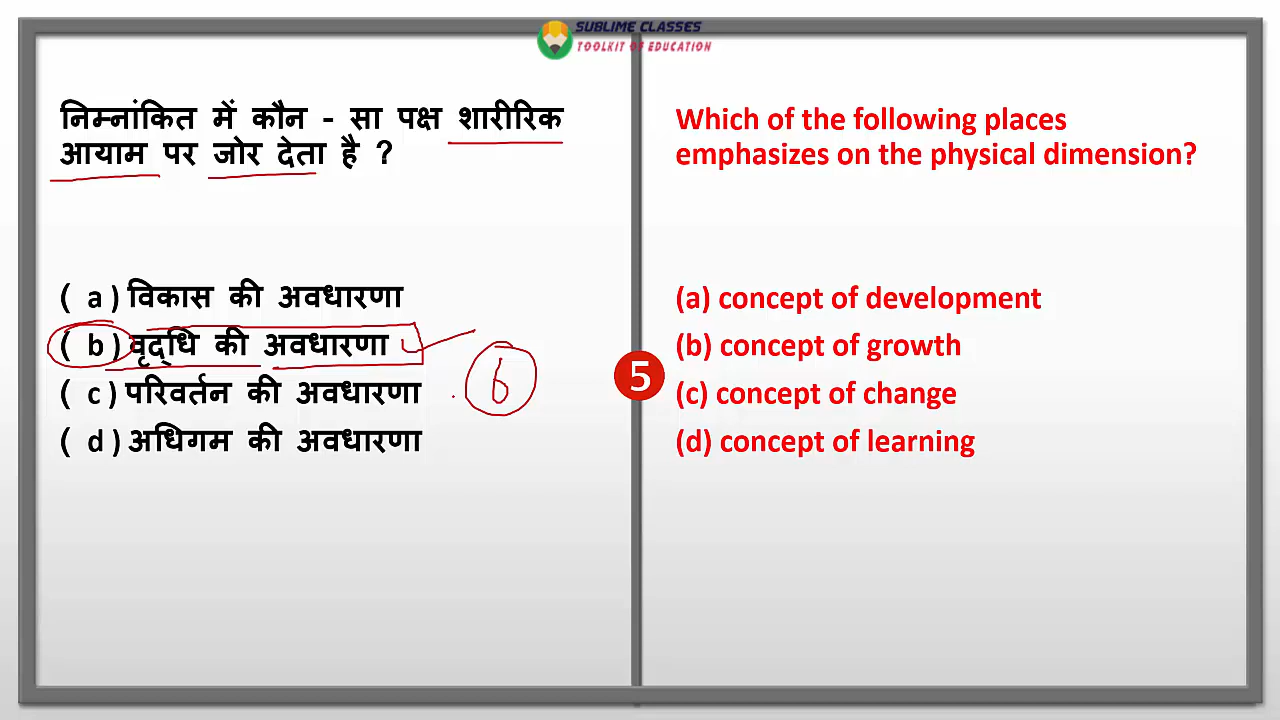 SUBLIME CLASSES
TOOLKIT OF EDUCATION
निम्नांकित में कौन - सा पक्ष शारीरिक
आयाम पर जोर देता है ?
( a ) विकास की अवधारणा
( b ) वृद्धि की अवधारणा
( c ) परिवर्तन की अवधारणा
( d ) अधिगम की अवधारणा
b
5
Which of the following places
emphasizes on the physical dimension?
(a) concept of development
(b) concept of growth
(c) concept of change
(d) concept of learning